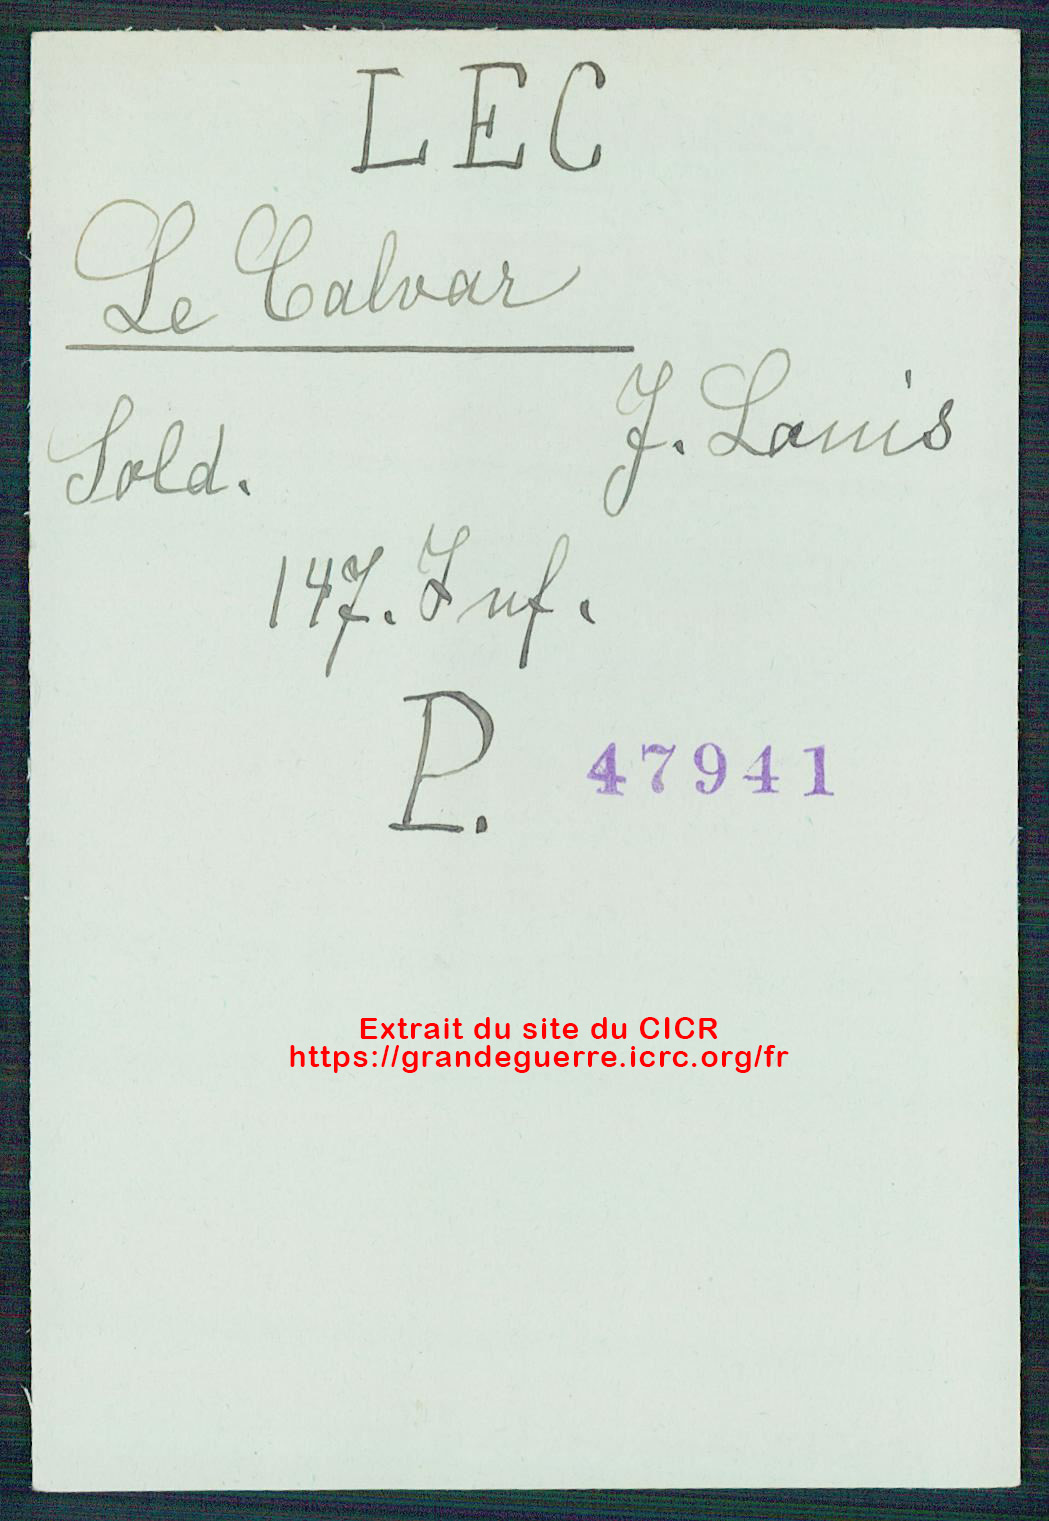 LEC
Le Calvar
J. Louis
Sold.
147. Inf.
P. 47941
Extrait du site du CICR
https://grandeguerre.icrc.org/fr